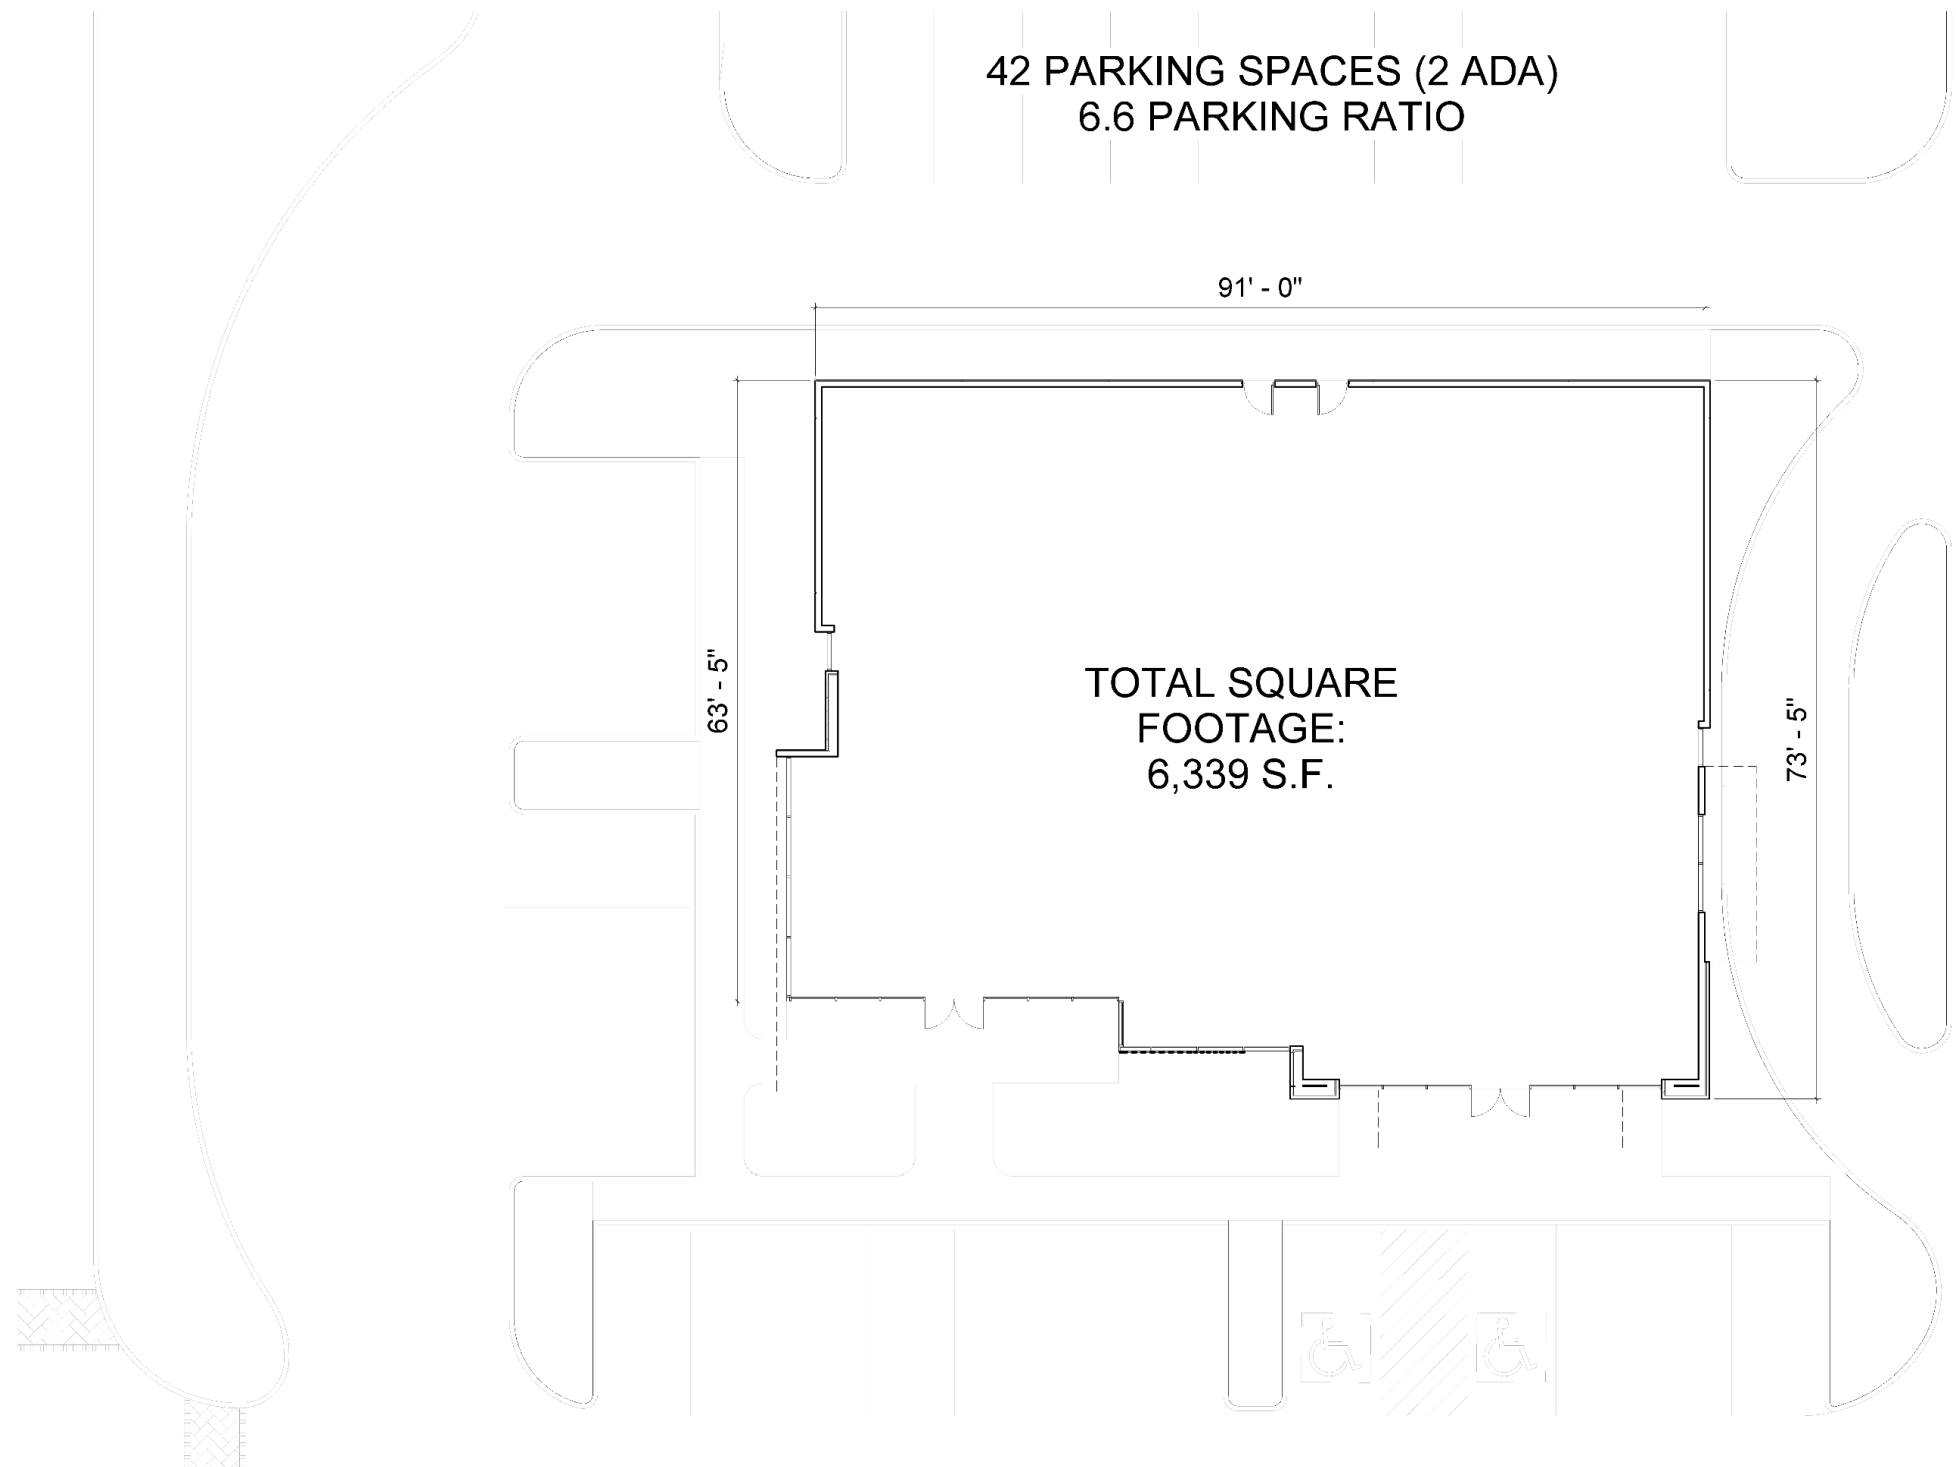 42 PARKING SPACES (2 ADA)
6.6 PARKING RATIO
91' - 0"
63' - 5"
TOTAL SQUARE
FOOTAGE:
6,339 S.F.
73' - 5"